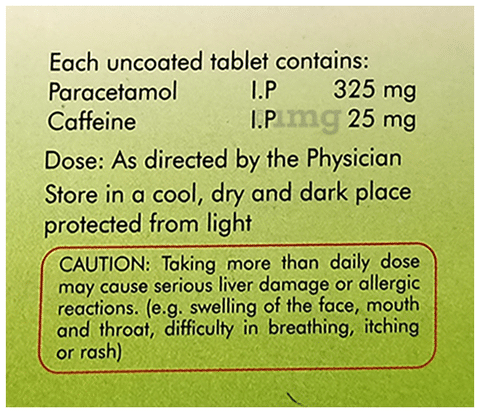 Each uncoated tablet contains:
Paracetamol I.P 325 mg
Caffeine I.P 25 mg
Dose: As directed by the Physician
Store in a cool, dry and dark place
protected from light
CAUTION: Taking more than daily dose
may cause serious liver damage or allergic
reactions. (e.g. swelling of the face, mouth
and throat, difficulty in breathing, itching
or rash)